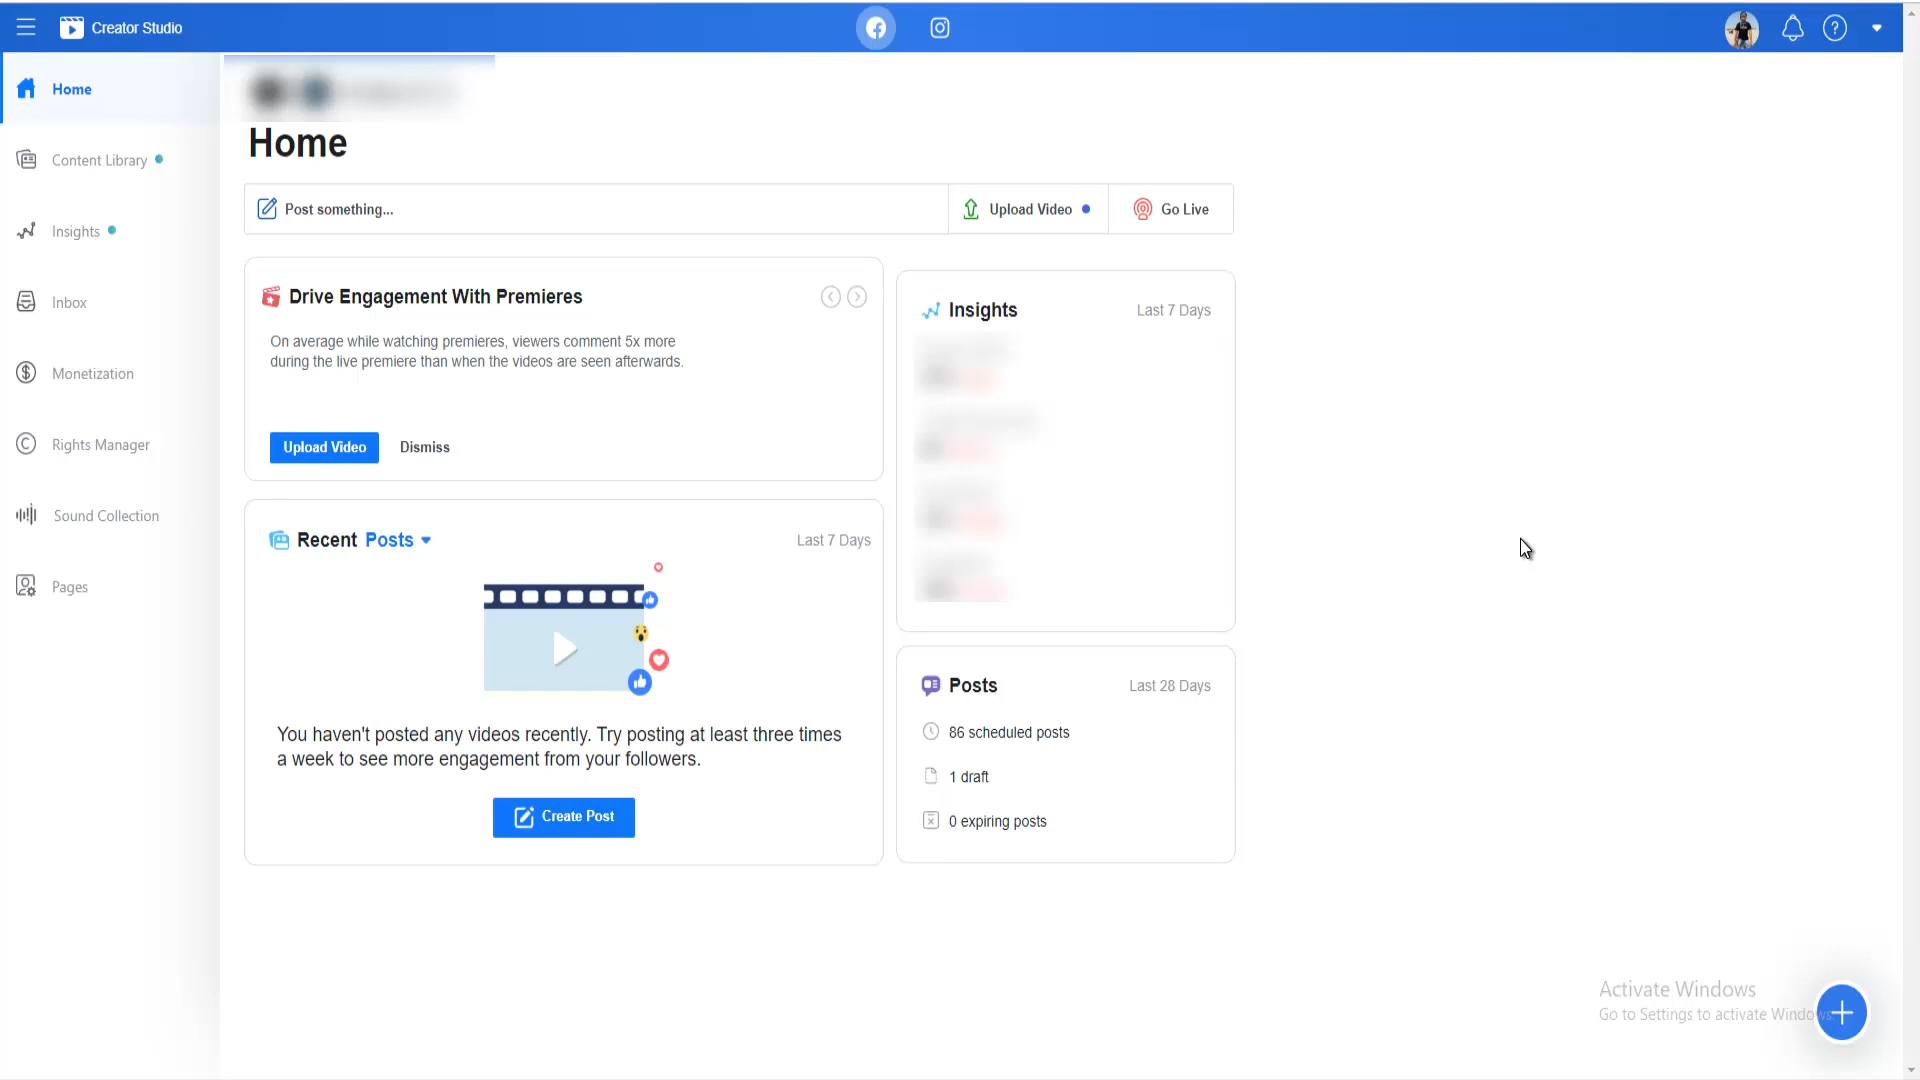 Creator Studio
Home
Content Library
Insights
Inbox
Monetization
Rights Manager
Sound Collection
Pages
Home
Post something...
Upload Video
Go Live
Drive Engagement With Premieres
On average while watching premieres, viewers comment 5x more
during the live premiere than when the videos are seen afterwards.
Upload Video
Dismiss
Recent Posts
Last 7 Days
You haven't posted any videos recently. Try posting at least three times
a week to see more engagement from your followers.
Create Post
Insights
Last 7 Days
Posts
Last 28 Days
86 scheduled posts
1 draft
0 expiring posts
Activate Windows
Go to Settings to activate Windows.